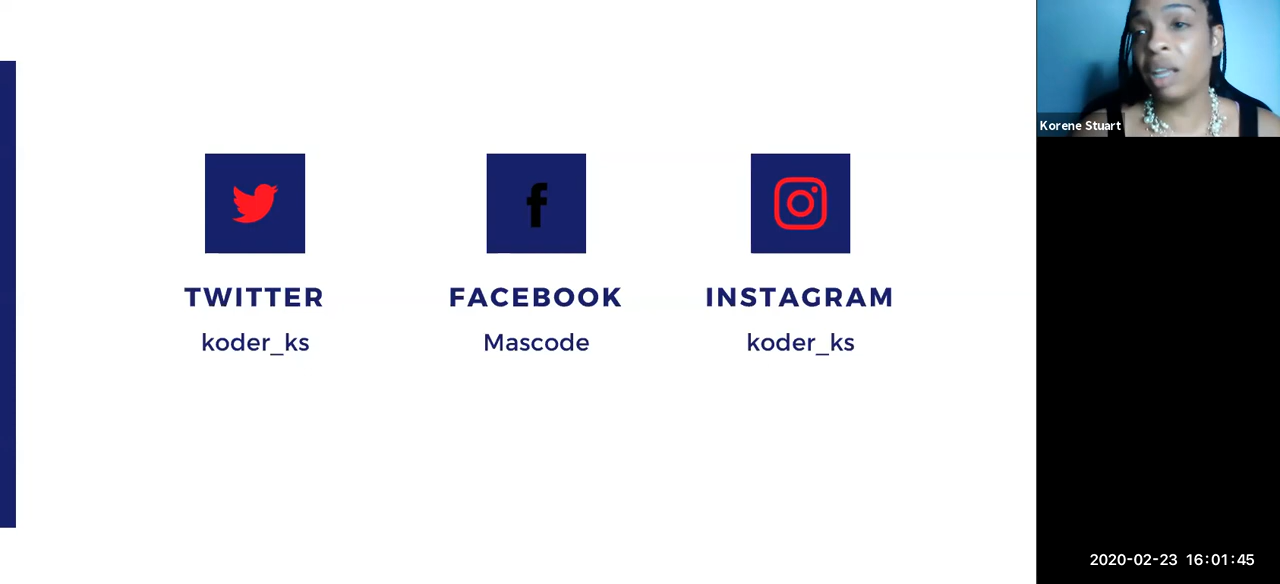 TWITTER
koder_ks
FACEBOOK
Mascode
INSTAGRAM
koder_ks
Korene Stuart
2020-02-23 16:01:45